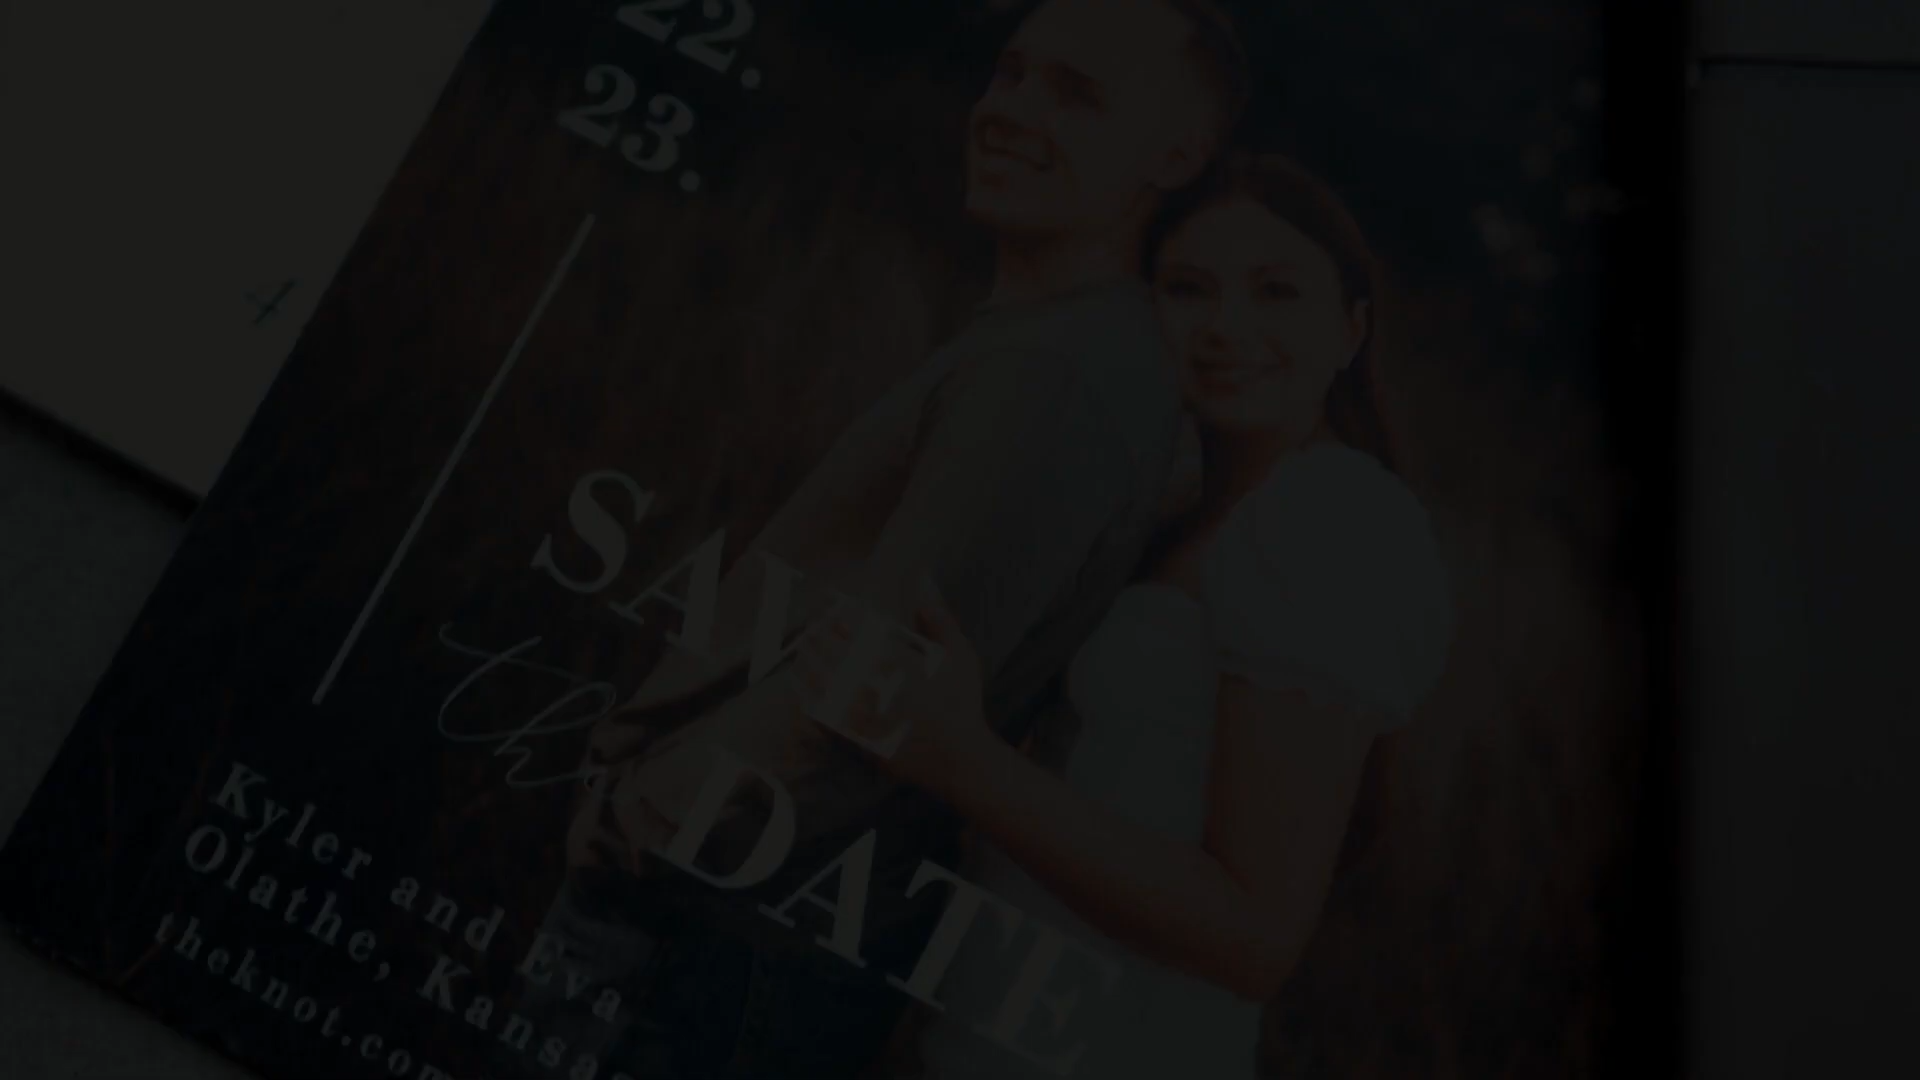 22.
23.
SAVE
the
DATE
Kyler and Eva
Olathe, Kansas
theknot.com